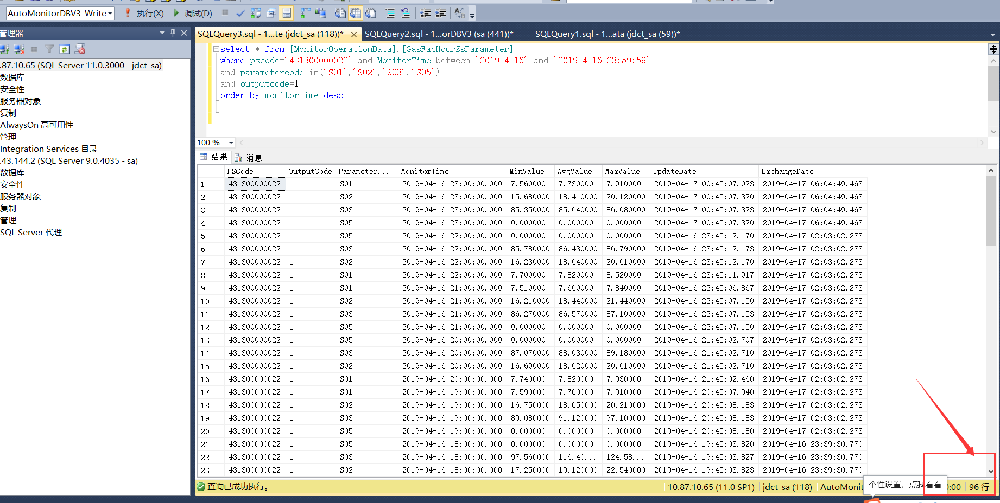 AutoMonitorDBV3_Write
执行(X)
调试(D)
管理器
.87.10.65 (SQL Server 11.0.3000 - jdct_sa)
数据库
安全性
服务器对象
复制
AlwaysOn 高可用性
管理
Integration Services 目录
.43.144.2 (SQL Server 9.0.4035 - sa)
数据库
安全性
服务器对象
复制
管理
SQL Server 代理
SQLQuery3.sql - 1...te (jdct_sa (118))*
SQLQuery2.sql - 1...orDBV3 (sa (441))*
SQLQuery1.sql - 1...ata (jdct_sa (59))*
select * from [MonitorOperationData].[GasFacHourZsParameter]
where pscode='431300000022' and MonitorTime between '2019-4-16' and '2019-4-16 23:59:59'
and parametercode in('S01','S02','S03','S05')
and outputcode=1
order by monitortime desc
100 %
结果 消息
PSCode OutputCode Parameter... MonitorTime MinValue AvgValue MaxValue UpdateDate ExchangeDate
1 431300000022 1 S01 2019-04-16 23:00:00.000 7.560000 7.730000 7.910000 2019-04-17 00:45:07.023 2019-04-17 06:04:49.463
2 431300000022 1 S02 2019-04-16 23:00:00.000 15.680000 18.410000 20.120000 2019-04-17 00:45:07.320 2019-04-17 06:04:49.463
3 431300000022 1 S03 2019-04-16 23:00:00.000 85.350000 85.640000 86.080000 2019-04-17 00:45:07.323 2019-04-17 06:04:49.463
4 431300000022 1 S05 2019-04-16 23:00:00.000 0.000000 0.000000 0.000000 2019-04-17 00:45:07.320 2019-04-17 06:04:49.463
5 431300000022 1 S05 2019-04-16 22:00:00.000 0.000000 0.000000 0.000000 2019-04-16 23:45:12.170 2019-04-17 02:03:02.273
6 431300000022 1 S03 2019-04-16 22:00:00.000 85.780000 86.430000 86.790000 2019-04-16 23:45:12.173 2019-04-17 02:03:02.273
7 431300000022 1 S02 2019-04-16 22:00:00.000 16.230000 18.640000 20.610000 2019-04-16 23:45:12.170 2019-04-17 02:03:02.273
8 431300000022 1 S01 2019-04-16 22:00:00.000 7.700000 7.820000 8.520000 2019-04-16 23:45:11.917 2019-04-17 02:03:02.273
9 431300000022 1 S01 2019-04-16 21:00:00.000 7.510000 7.660000 7.840000 2019-04-16 22:45:06.867 2019-04-17 02:03:02.273
10 431300000022 1 S02 2019-04-16 21:00:00.000 16.210000 18.440000 21.440000 2019-04-16 22:45:07.150 2019-04-17 02:03:02.273
11 431300000022 1 S03 2019-04-16 21:00:00.000 86.270000 86.570000 87.100000 2019-04-16 22:45:07.153 2019-04-17 02:03:02.273
12 431300000022 1 S05 2019-04-16 21:00:00.000 0.000000 0.000000 0.000000 2019-04-16 22:45:07.150 2019-04-17 02:03:02.273
13 431300000022 1 S05 2019-04-16 20:00:00.000 0.000000 0.000000 0.000000 2019-04-16 21:45:02.707 2019-04-17 02:03:02.273
14 431300000022 1 S03 2019-04-16 20:00:00.000 87.070000 88.030000 89.180000 2019-04-16 21:45:02.710 2019-04-17 02:03:02.273
15 431300000022 1 S02 2019-04-16 20:00:00.000 16.690000 18.620000 20.610000 2019-04-16 21:45:02.710 2019-04-17 02:03:02.273
16 431300000022 1 S01 2019-04-16 20:00:00.000 7.740000 7.820000 7.930000 2019-04-16 21:45:02.460 2019-04-17 02:03:02.273
17 431300000022 1 S01 2019-04-16 19:00:00.000 7.590000 7.760000 7.910000 2019-04-16 20:45:07.940 2019-04-17 02:03:02.273
18 431300000022 1 S02 2019-04-16 19:00:00.000 16.750000 18.650000 20.210000 2019-04-16 20:45:08.183 2019-04-17 02:03:02.273
19 431300000022 1 S03 2019-04-16 19:00:00.000 89.080000 91.120000 97.100000 2019-04-16 20:45:08.183 2019-04-17 02:03:02.273
20 431300000022 1 S05 2019-04-16 19:00:00.000 0.000000 0.000000 0.000000 2019-04-16 20:45:08.180 2019-04-17 02:03:02.273
21 431300000022 1 S05 2019-04-16 18:00:00.000 0.000000 0.000000 0.000000 2019-04-16 19:45:03.820 2019-04-16 23:39:30.770
22 431300000022 1 S03 2019-04-16 18:00:00.000 97.560000 116.40... 124.58... 2019-04-16 19:45:03.827 2019-04-16 23:39:30.770
23 431300000022 1 S02 2019-04-16 18:00:00.000 17.250000 19.120000 22.540000 2019-04-16 19:45:03.823 2019-04-16 23:39:30.770
查询已成功执行。
10.87.10.65 (11.0 SP1)
jdct_sa (118)
AutoMonit
个性设置，点我看看
0:00
96 行